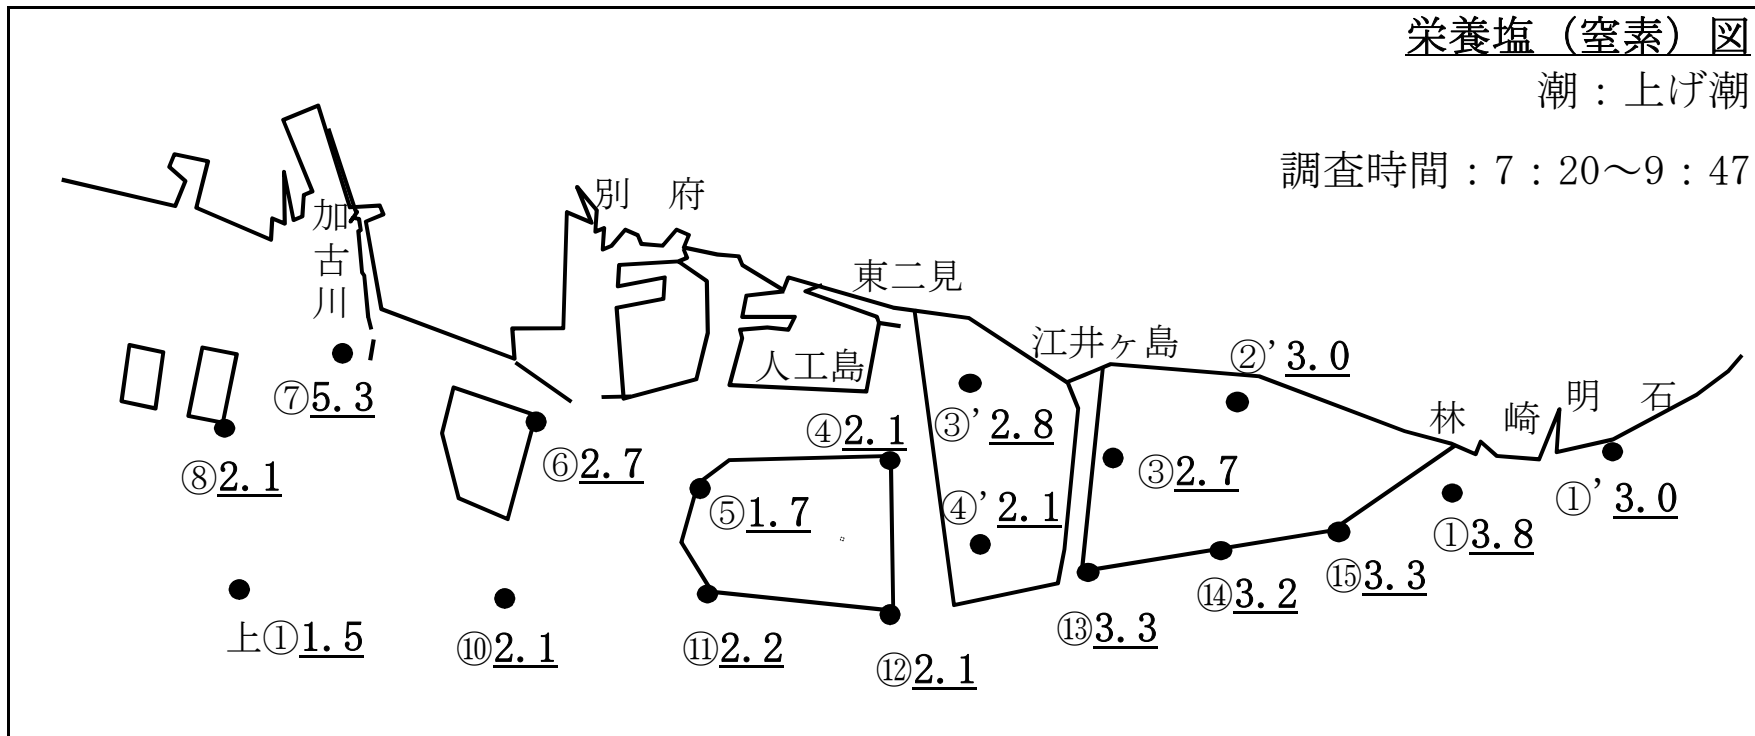 栄養塩（窒素）図
潮：上げ潮
調査時間：7：20～9：47
別　府
加古川
東二見
江井ヶ島
②’3.0
人工島
林　崎
明　石
⑦5.3
④2.1
③’2.8
⑧2.1
⑥2.7
③2.7
①’3.0
⑤1.7
④’2.1
①3.8
⑮3.3
⑭3.2
上①1.5
⑩2.1
⑪2.2
⑬3.3
⑫2.1